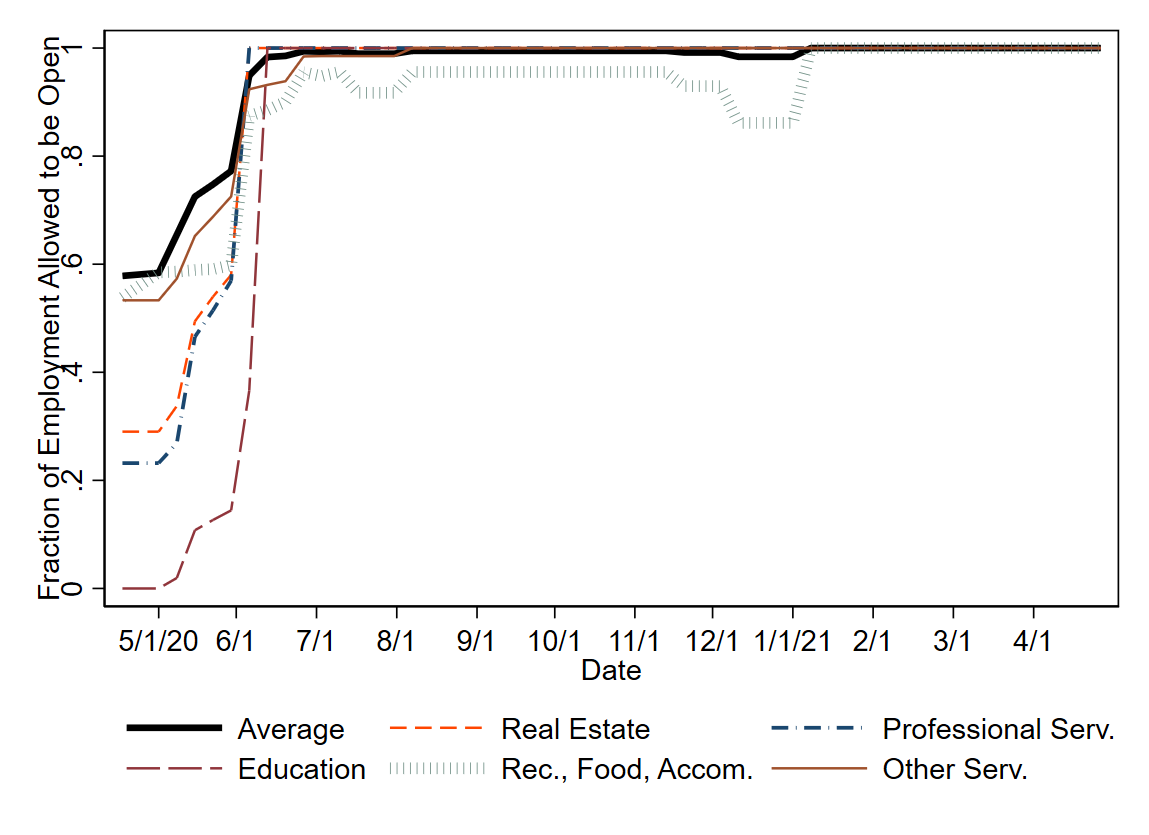 Fraction of Employment Allowed to be Open
1
.8
.6
.4
.2
0
5/1/20 6/1 7/1 8/1 9/1 10/1 11/1 12/1 1/1/21 2/1 3/1 4/1
Date
Average Real Estate Professional Serv.
Education Rec., Food, Accom. Other Serv.